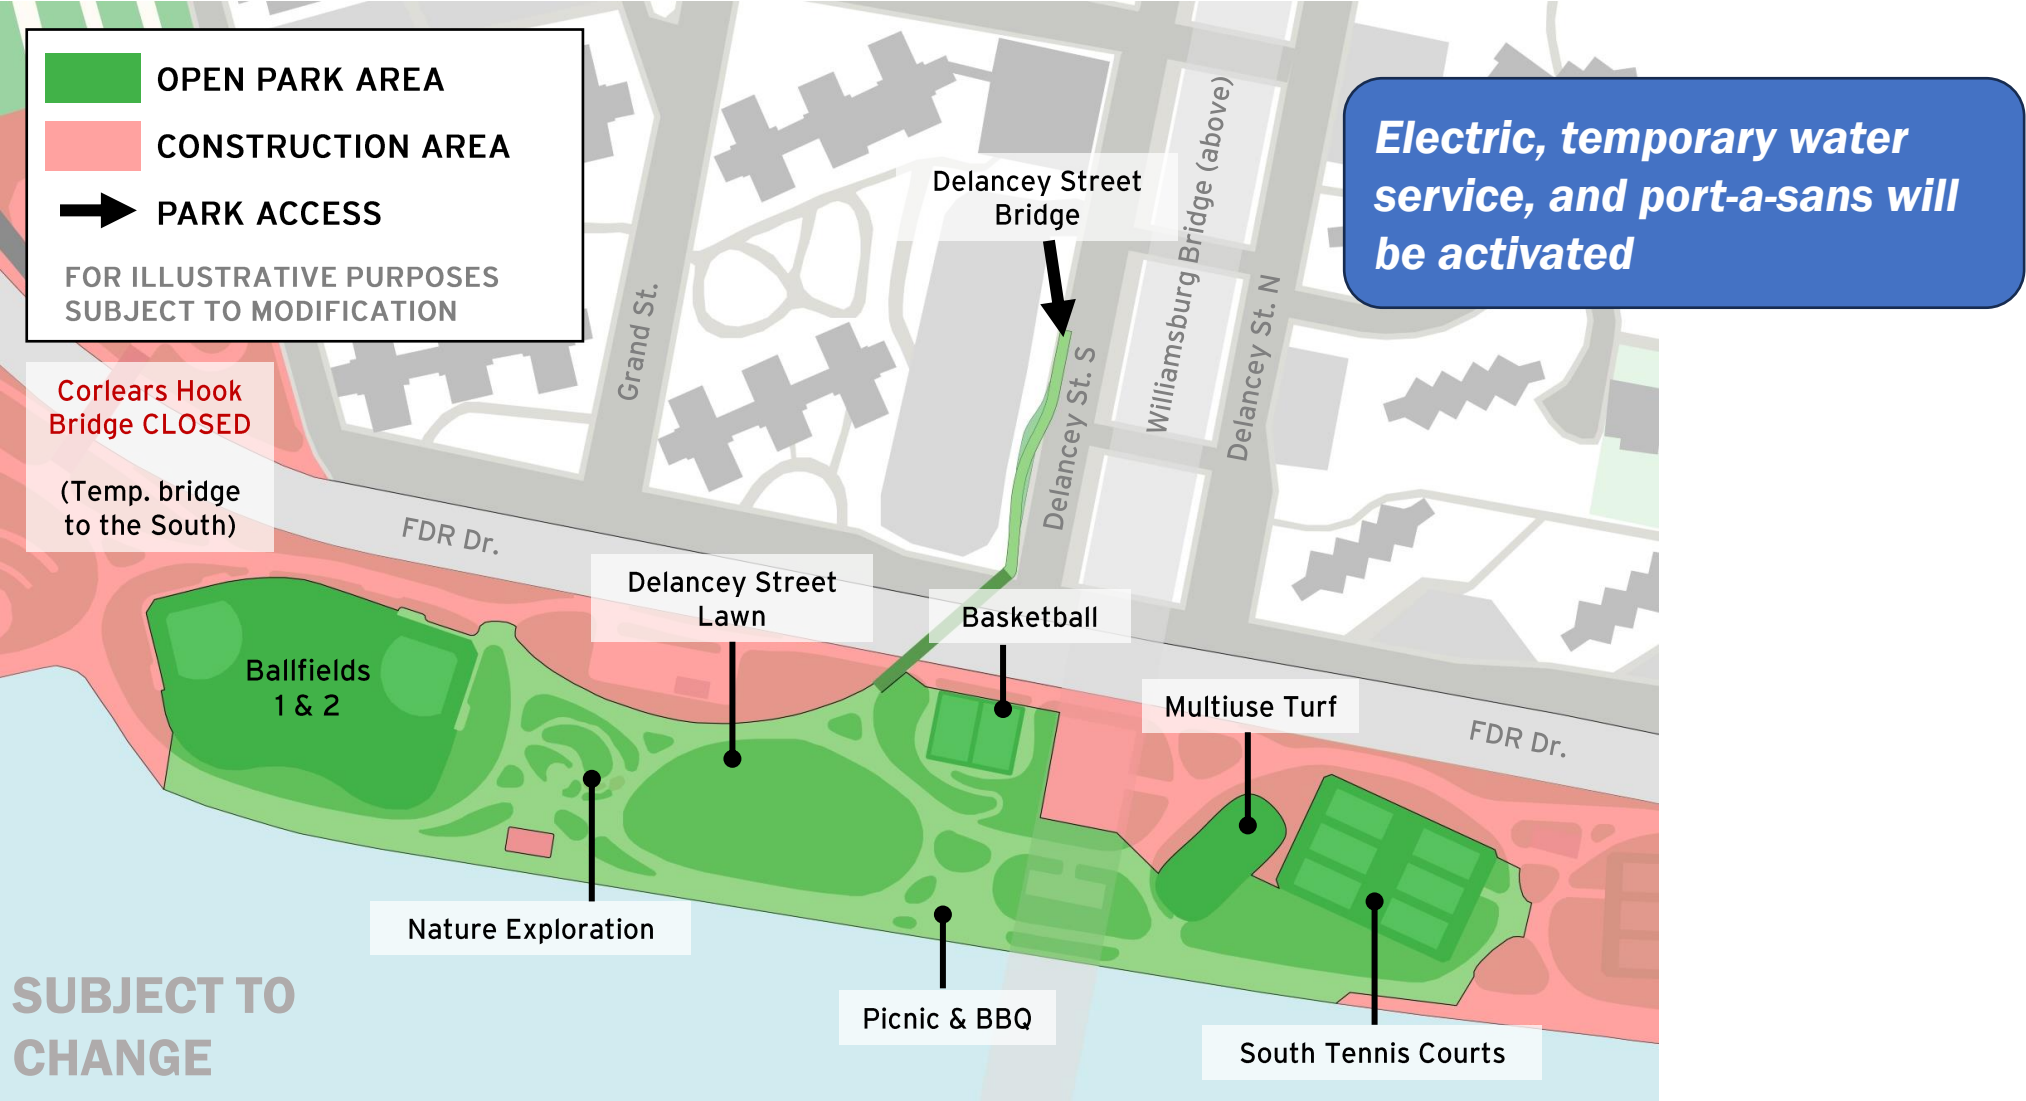 OPEN PARK AREA
CONSTRUCTION AREA
PARK ACCESS
FOR ILLUSTRATIVE PURPOSES
SUBJECT TO MODIFICATION
Electric, temporary water
service, and port-a-sans will
be activated
Delancey Street
Bridge
Williamsburg Bridge (above)
Grand St.
Delancey St. S
Delancey St. N
Corlears Hook
Bridge CLOSED
(Temp. bridge
to the South)
FDR Dr.
Delancey Street
Lawn
Basketball
Ballfields
1 & 2
Multiuse Turf
FDR Dr.
Nature Exploration
Picnic & BBQ
South Tennis Courts
SUBJECT TO
CHANGE